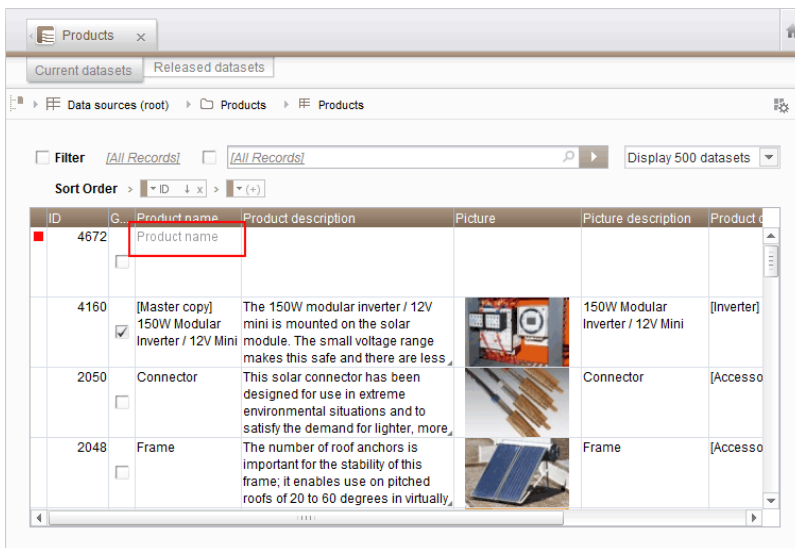 Products x
Current datasets Released datasets
Data sources (root) Products Products
Filter [All Records] [All Records] Display 500 datasets
Sort Order > ID ↓ x > (+)
ID G... Product name Product description Picture Picture description Product
4672 Product name
4160 [Master copy] The 150W modular inverter / 12V 150W Modular [Inverter]
150W Modular mini is mounted on the solar Inverter / 12V Mini
Inverter / 12V Mini module. The small voltage range
makes this safe and there are less
2050 Connector This solar connector has been Connector [Accesso
designed for use in extreme
environmental situations and to
satisfy the demand for lighter, more
2048 Frame The number of roof anchors is Frame [Accesso
important for the stability of this
frame; it enables use on pitched
roofs of 20 to 60 degrees in virtually